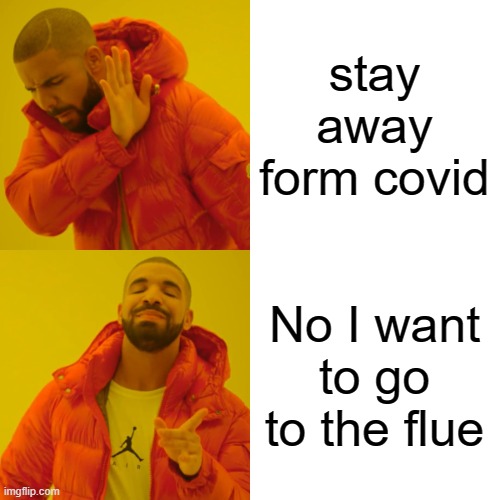 stay
away
form covid
No I want
to go
to the flue
imgflip.com